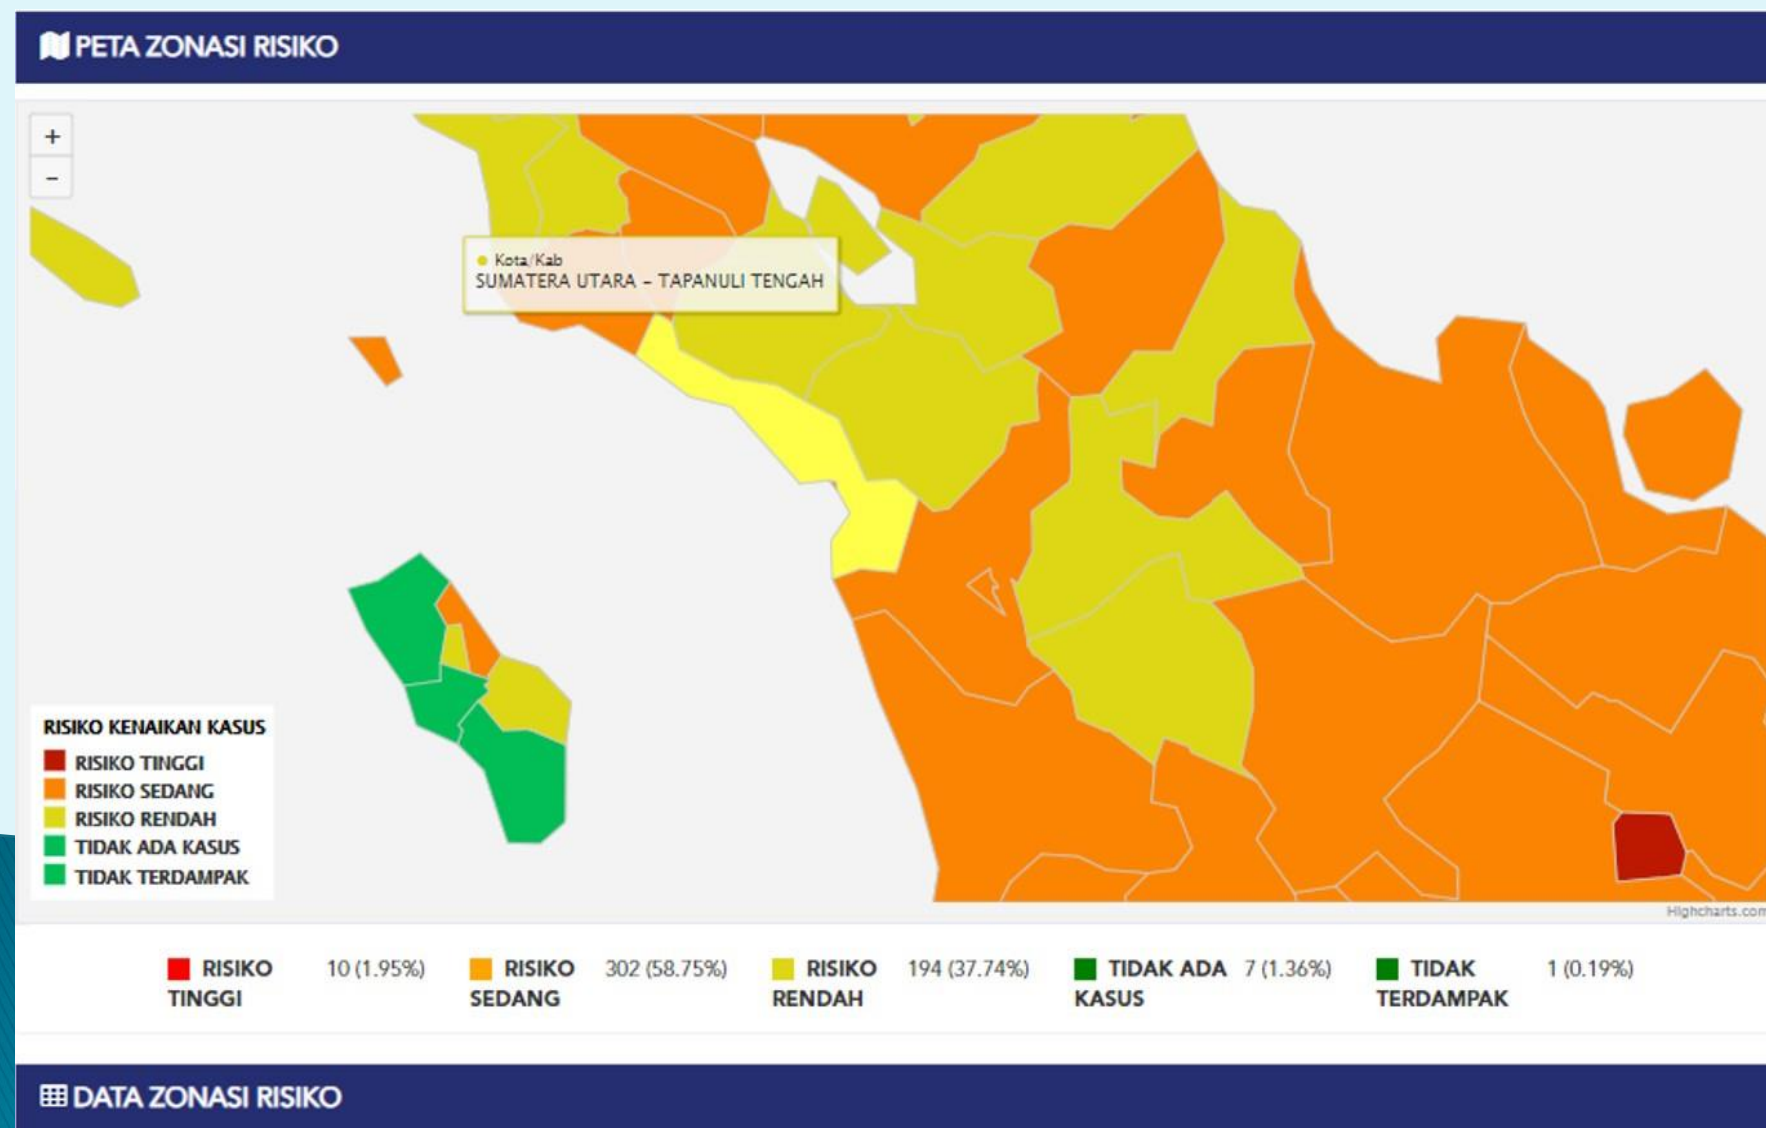 PETA ZONASI RISIKO
+
−
Kota/Kab
SUMATERA UTARA – TAPANULI TENGAH
RISIKO KENAIKAN KASUS
RISIKO TINGGI
RISIKO SEDANG
RISIKO RENDAH
TIDAK ADA KASUS
TIDAK TERDAMPAK
Highcharts.com
RISIKO TINGGI 10 (1.95%)
RISIKO SEDANG 302 (58.75%)
RISIKO RENDAH 194 (37.74%)
TIDAK ADA KASUS 7 (1.36%)
TIDAK TERDAMPAK 1 (0.19%)
DATA ZONASI RISIKO